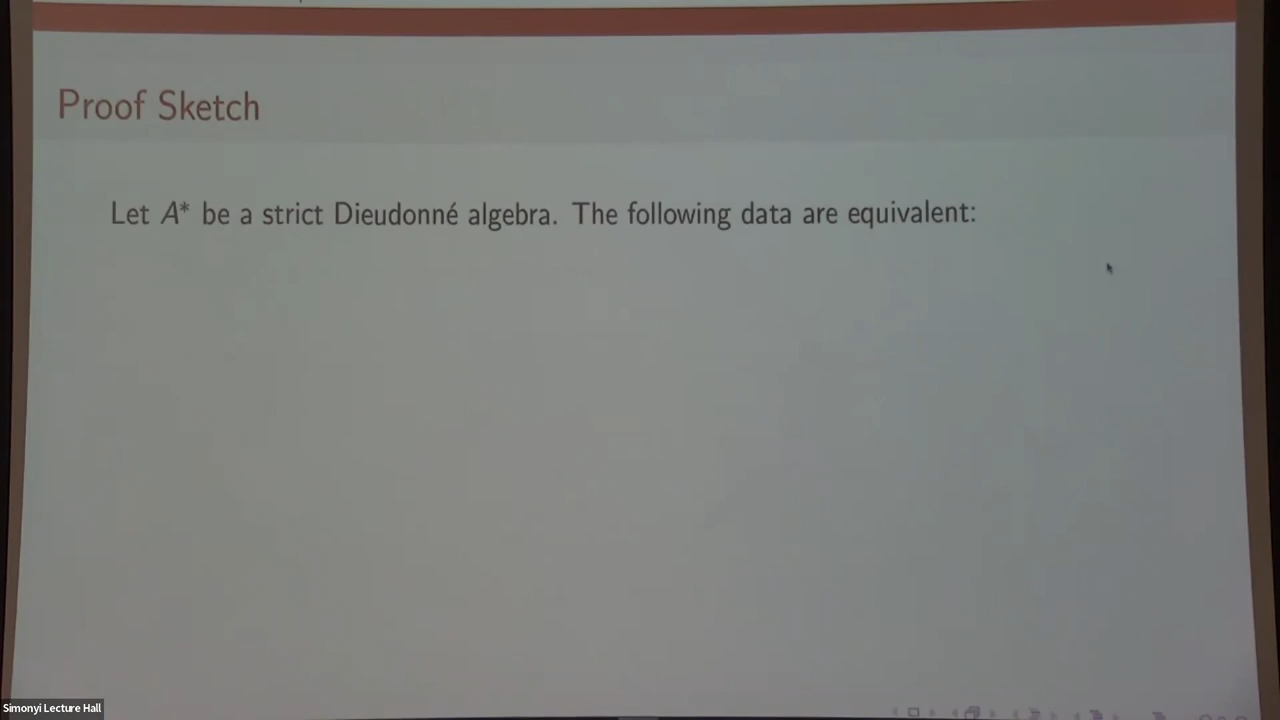 Proof Sketch
Let A* be a strict Dieudonné algebra. The following data are equivalent:
Simonyi Lecture Hall